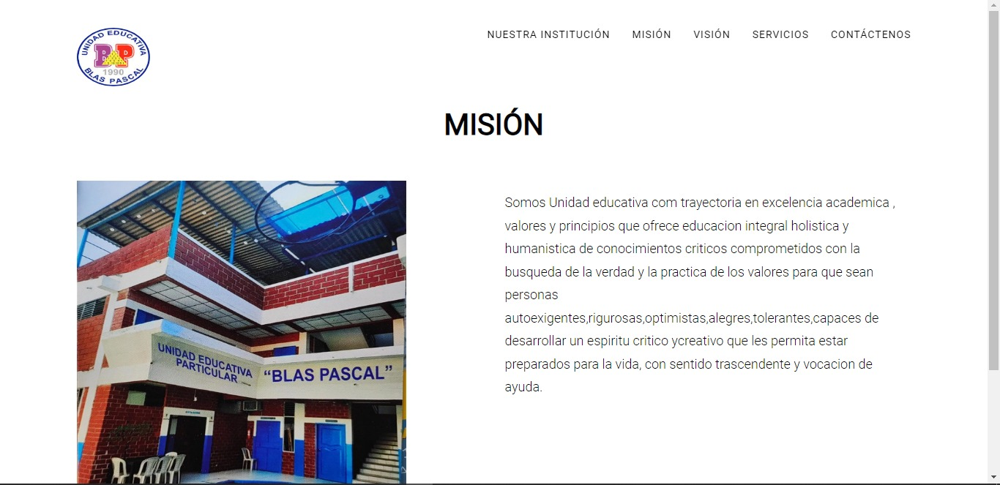 UNIDAD EDUCATIVA
BP
1990
BLAS PASCAL
NUESTRA INSTITUCIÓN MISIÓN VISIÓN SERVICIOS CONTÁCTENOS
MISIÓN
Somos Unidad educativa com trayectoria en excelencia academica ,
valores y principios que ofrece educacion integral holistica y
humanistica de conocimientos criticos comprometidos con la
busqueda de la verdad y la practica de los valores para que sean
personas
autoexigentes,rigurosas,optimistas,alegres,tolerantes,capaces de
desarrollar un espiritu critico ycreativo que les permita estar
preparados para la vida, con sentido trascendente y vocacion de
ayuda.
UNIDAD EDUCATIVA
PARTICULAR
“BLAS PASCAL”